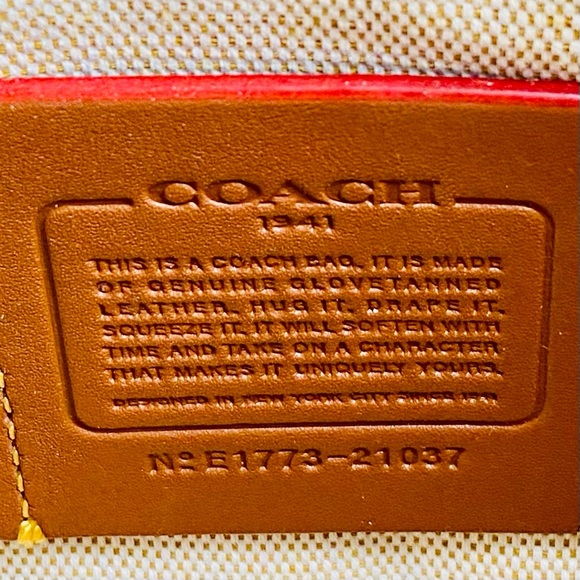 COACH
1941
THIS IS A COACH BAG. IT IS MADE
OF GENUINE GLOVETANNED
LEATHER. HUG IT. DRAPE IT.
SQUEEZE IT. IT WILL SOFTEN WITH
TIME AND TAKE ON A CHARACTER
THAT MAKES IT UNIQUELY YOURS.
DESIGNED IN NEW YORK CITY SINCE 1941
Nº E1773-21037